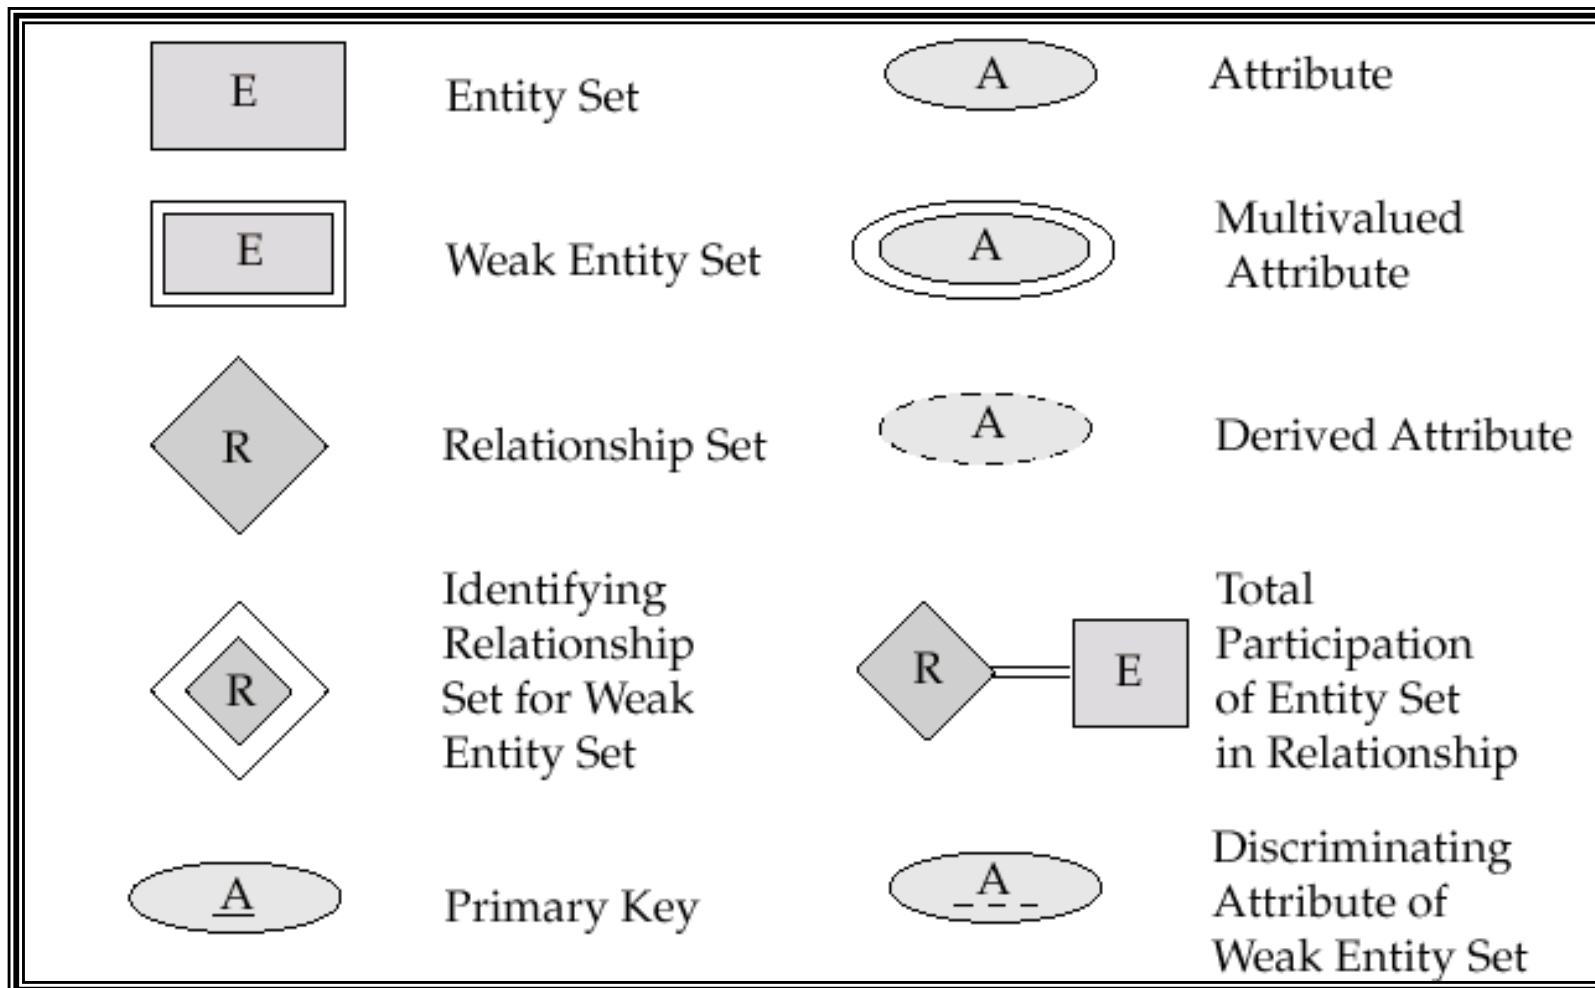 E
Entity Set
A
Attribute
E
Weak Entity Set
A
Multivalued
Attribute
R
Relationship Set
A
Derived Attribute
R
Identifying
Relationship
Set for Weak
Entity Set
R
E
Total
Participation
of Entity Set
in Relationship
A
Primary Key
A
Discriminating
Attribute of
Weak Entity Set